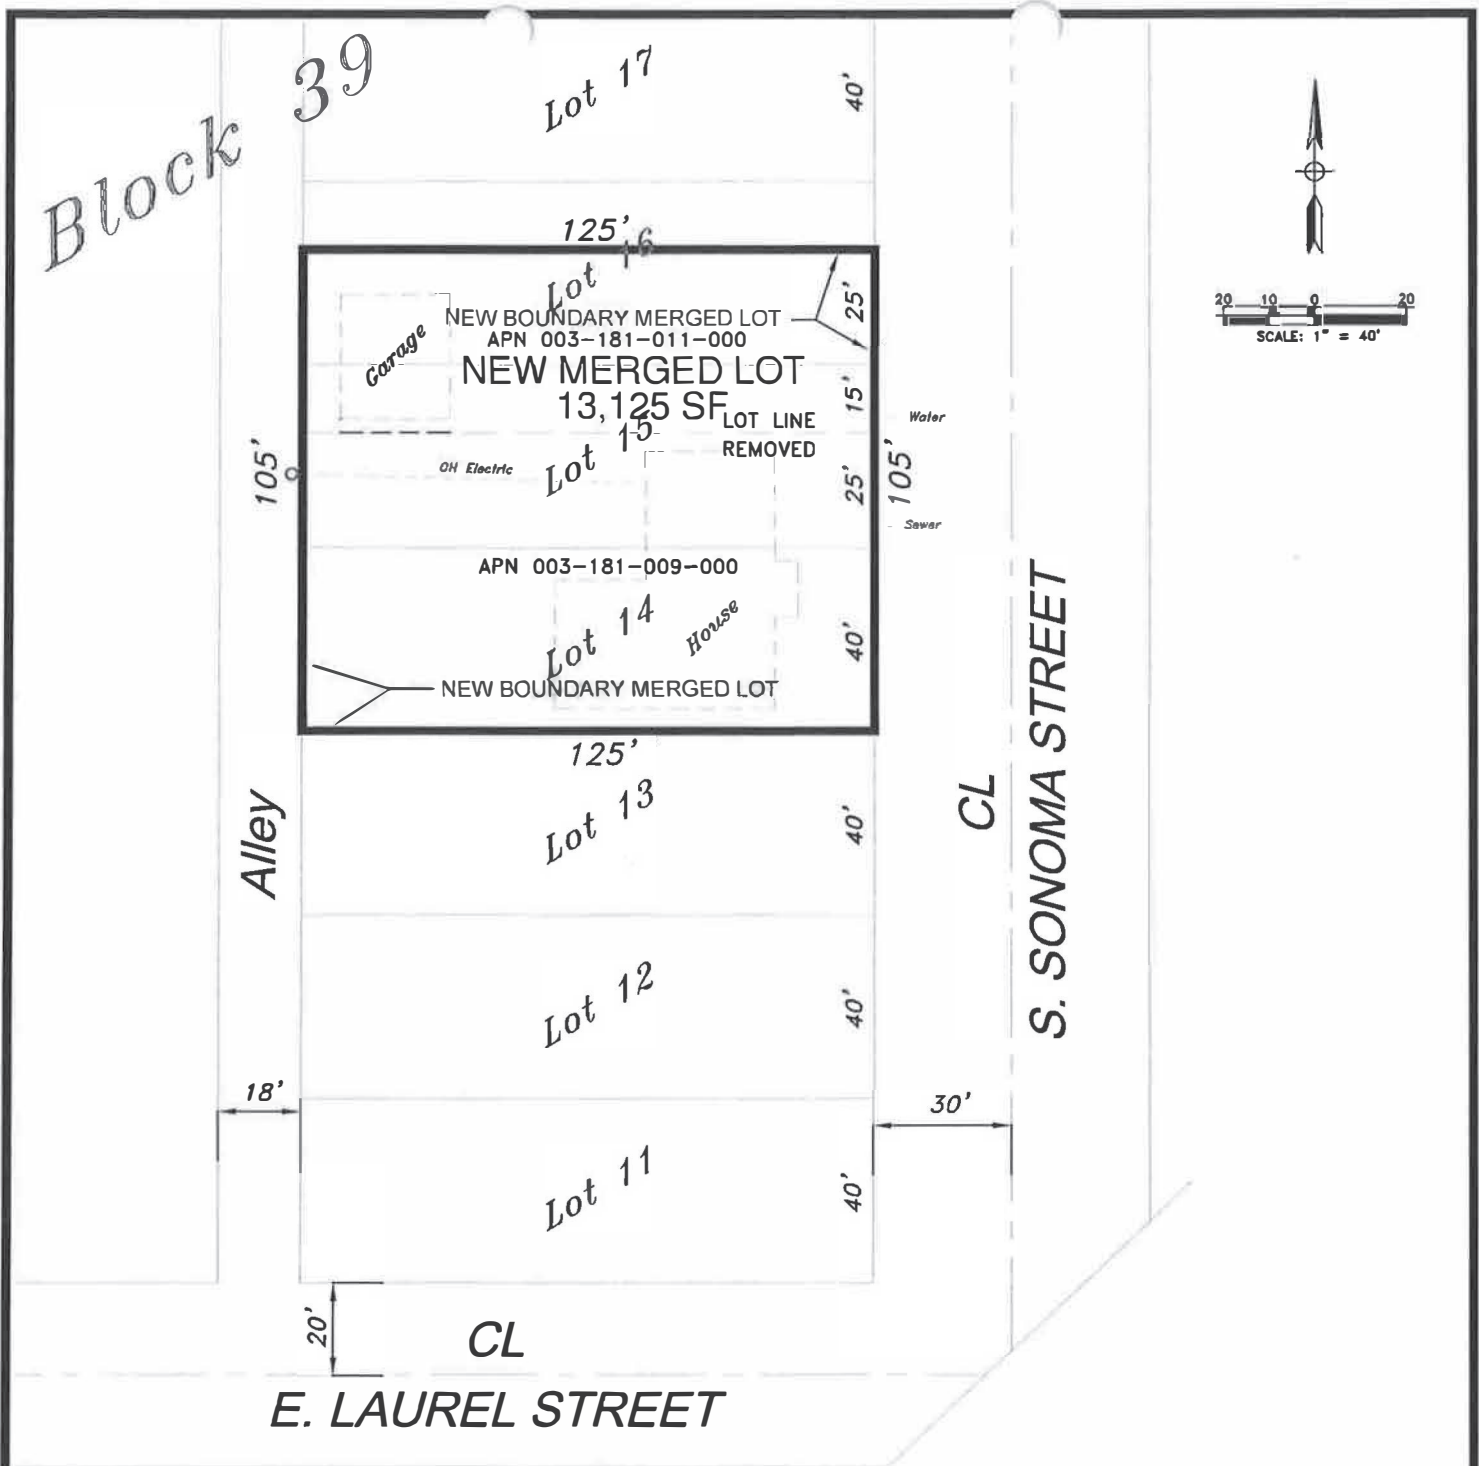 Block 39
Lot 17
40'
125'
Lot 16
25'
NEW BOUNDARY MERGED LOT
APN 003-181-011-000
Garage
NEW MERGED LOT
13,125 SF
15'
LOT LINE
REMOVED
Water
Lot 15
OH Electric
105'
25'
105'
Sewer
APN 003-181-009-000
Lot 14
House
40'
NEW BOUNDARY MERGED LOT
125'
Lot 13
40'
Alley
CL
S. SONOMA STREET
Lot 12
40'
18'
30'
Lot 11
40'
20'
CL
E. LAUREL STREET
20 10 0 20
SCALE: 1" = 40'